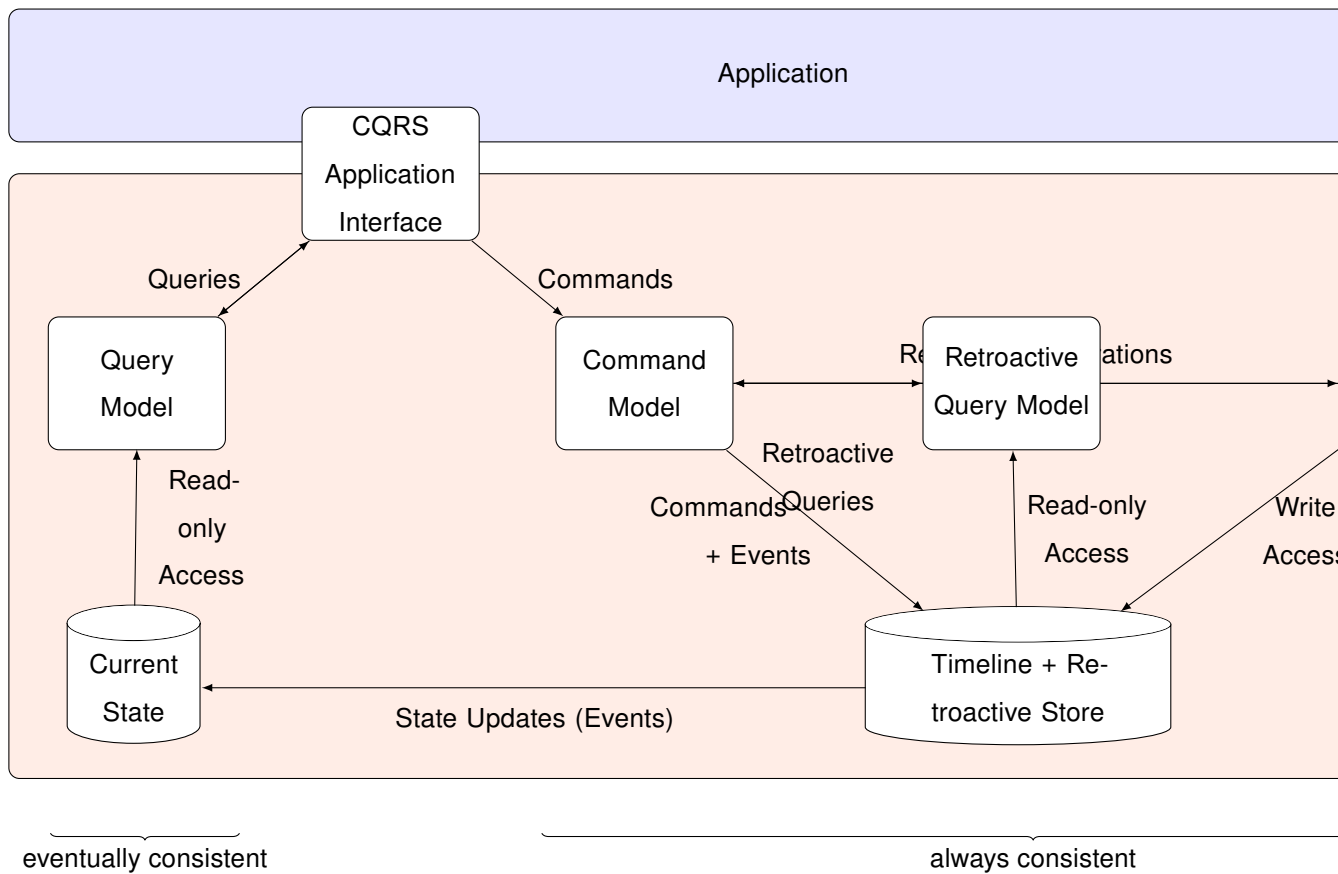 Application
CQRS
Application
Interface
Queries
Commands
Query
Model
Command
Model
Retroactive
Query Model
Read-
only
Access
Retroactive
Queries
Commands
+ Events
Read-only
Access
Write
Access
Current
State
Timeline + Re-
troactive Store
State Updates (Events)
eventually consistent
always consistent